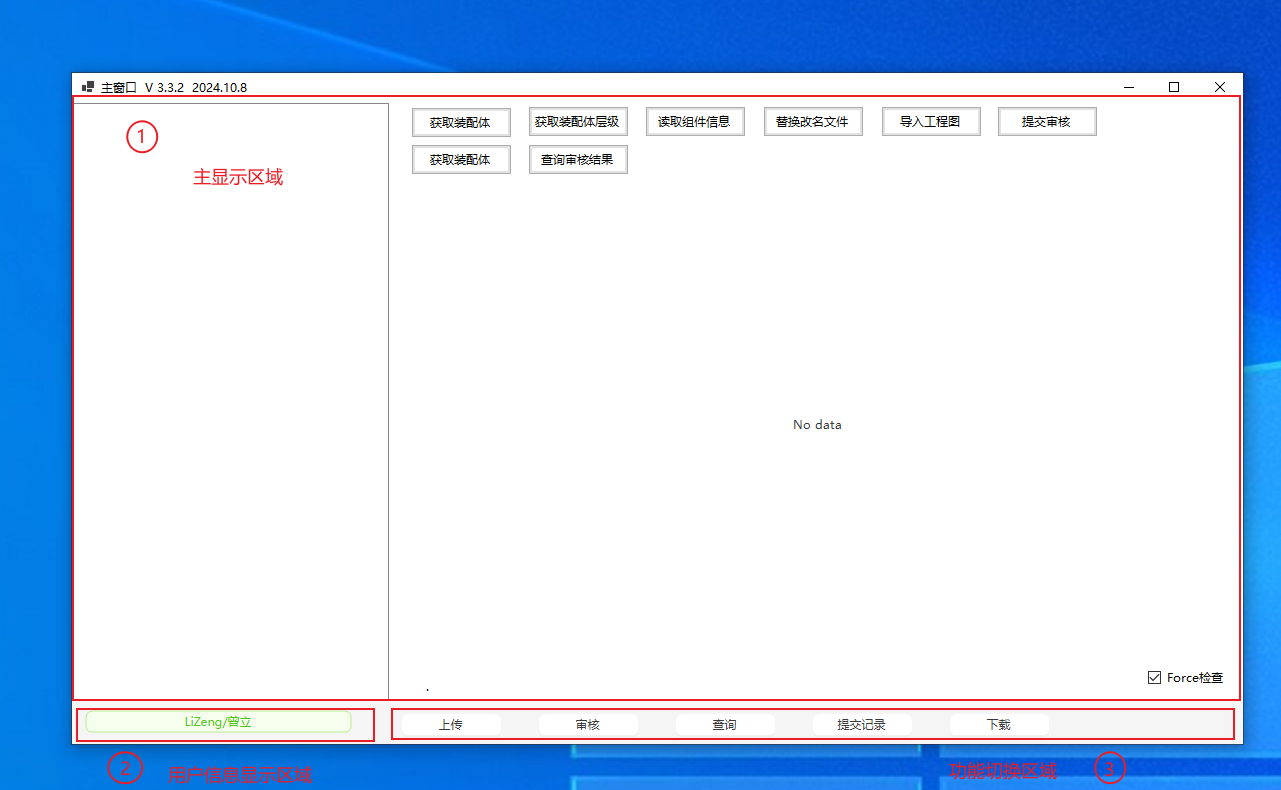 主窗口 V 3.3.2 2024.10.8
①
主显示区域
获取装配体 获取装配体层级 读取组件信息 替换改名文件 导入工程图 提交审核
获取装配体 查询审核结果
No data
Force检查
.
LiZeng/曾立
上传 审核 查询 提交记录 下载
② 用户信息显示区域
功能切换区域 ③